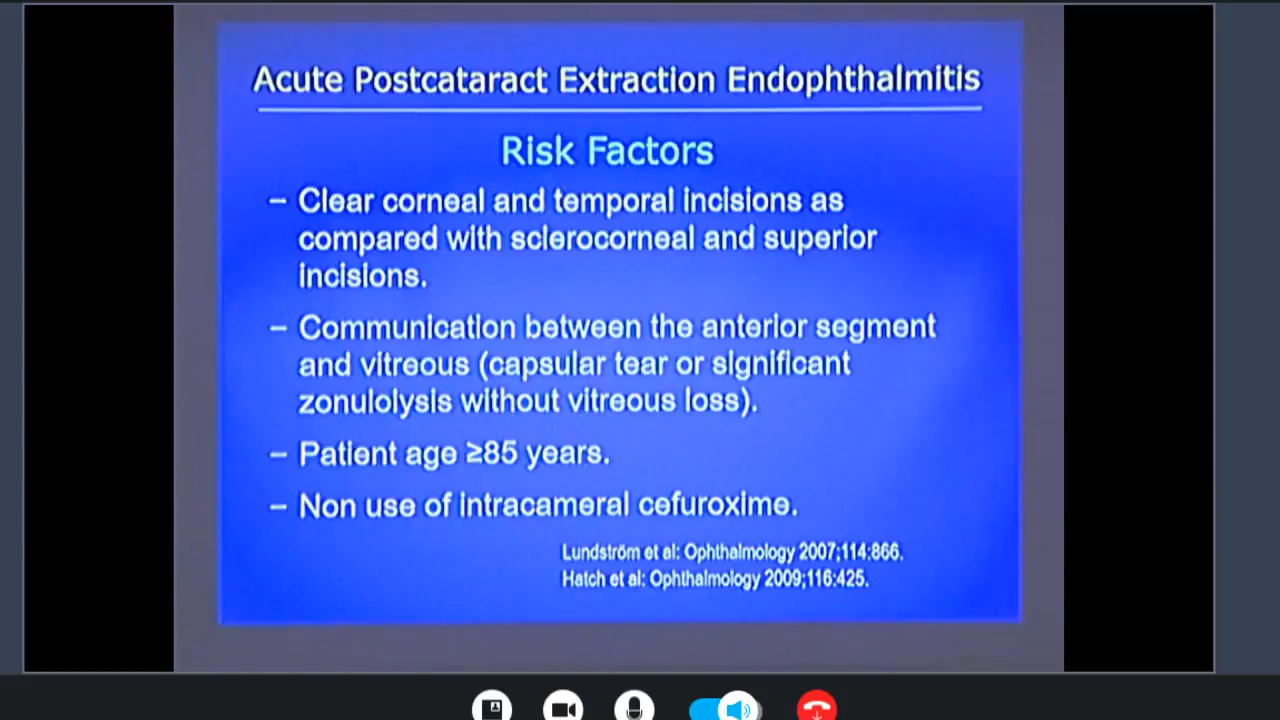 Acute Postcataract Extraction Endophthalmitis
Risk Factors
– Clear corneal and temporal incisions as
compared with sclerocorneal and superior
incisions.
– Communication between the anterior segment
and vitreous (capsular tear or significant
zonulolysis without vitreous loss).
– Patient age ≥85 years.
– Non use of intracameral cefuroxime.
Lundström et al: Ophthalmology 2007;114:866.
Hatch et al: Ophthalmology 2009;116:425.